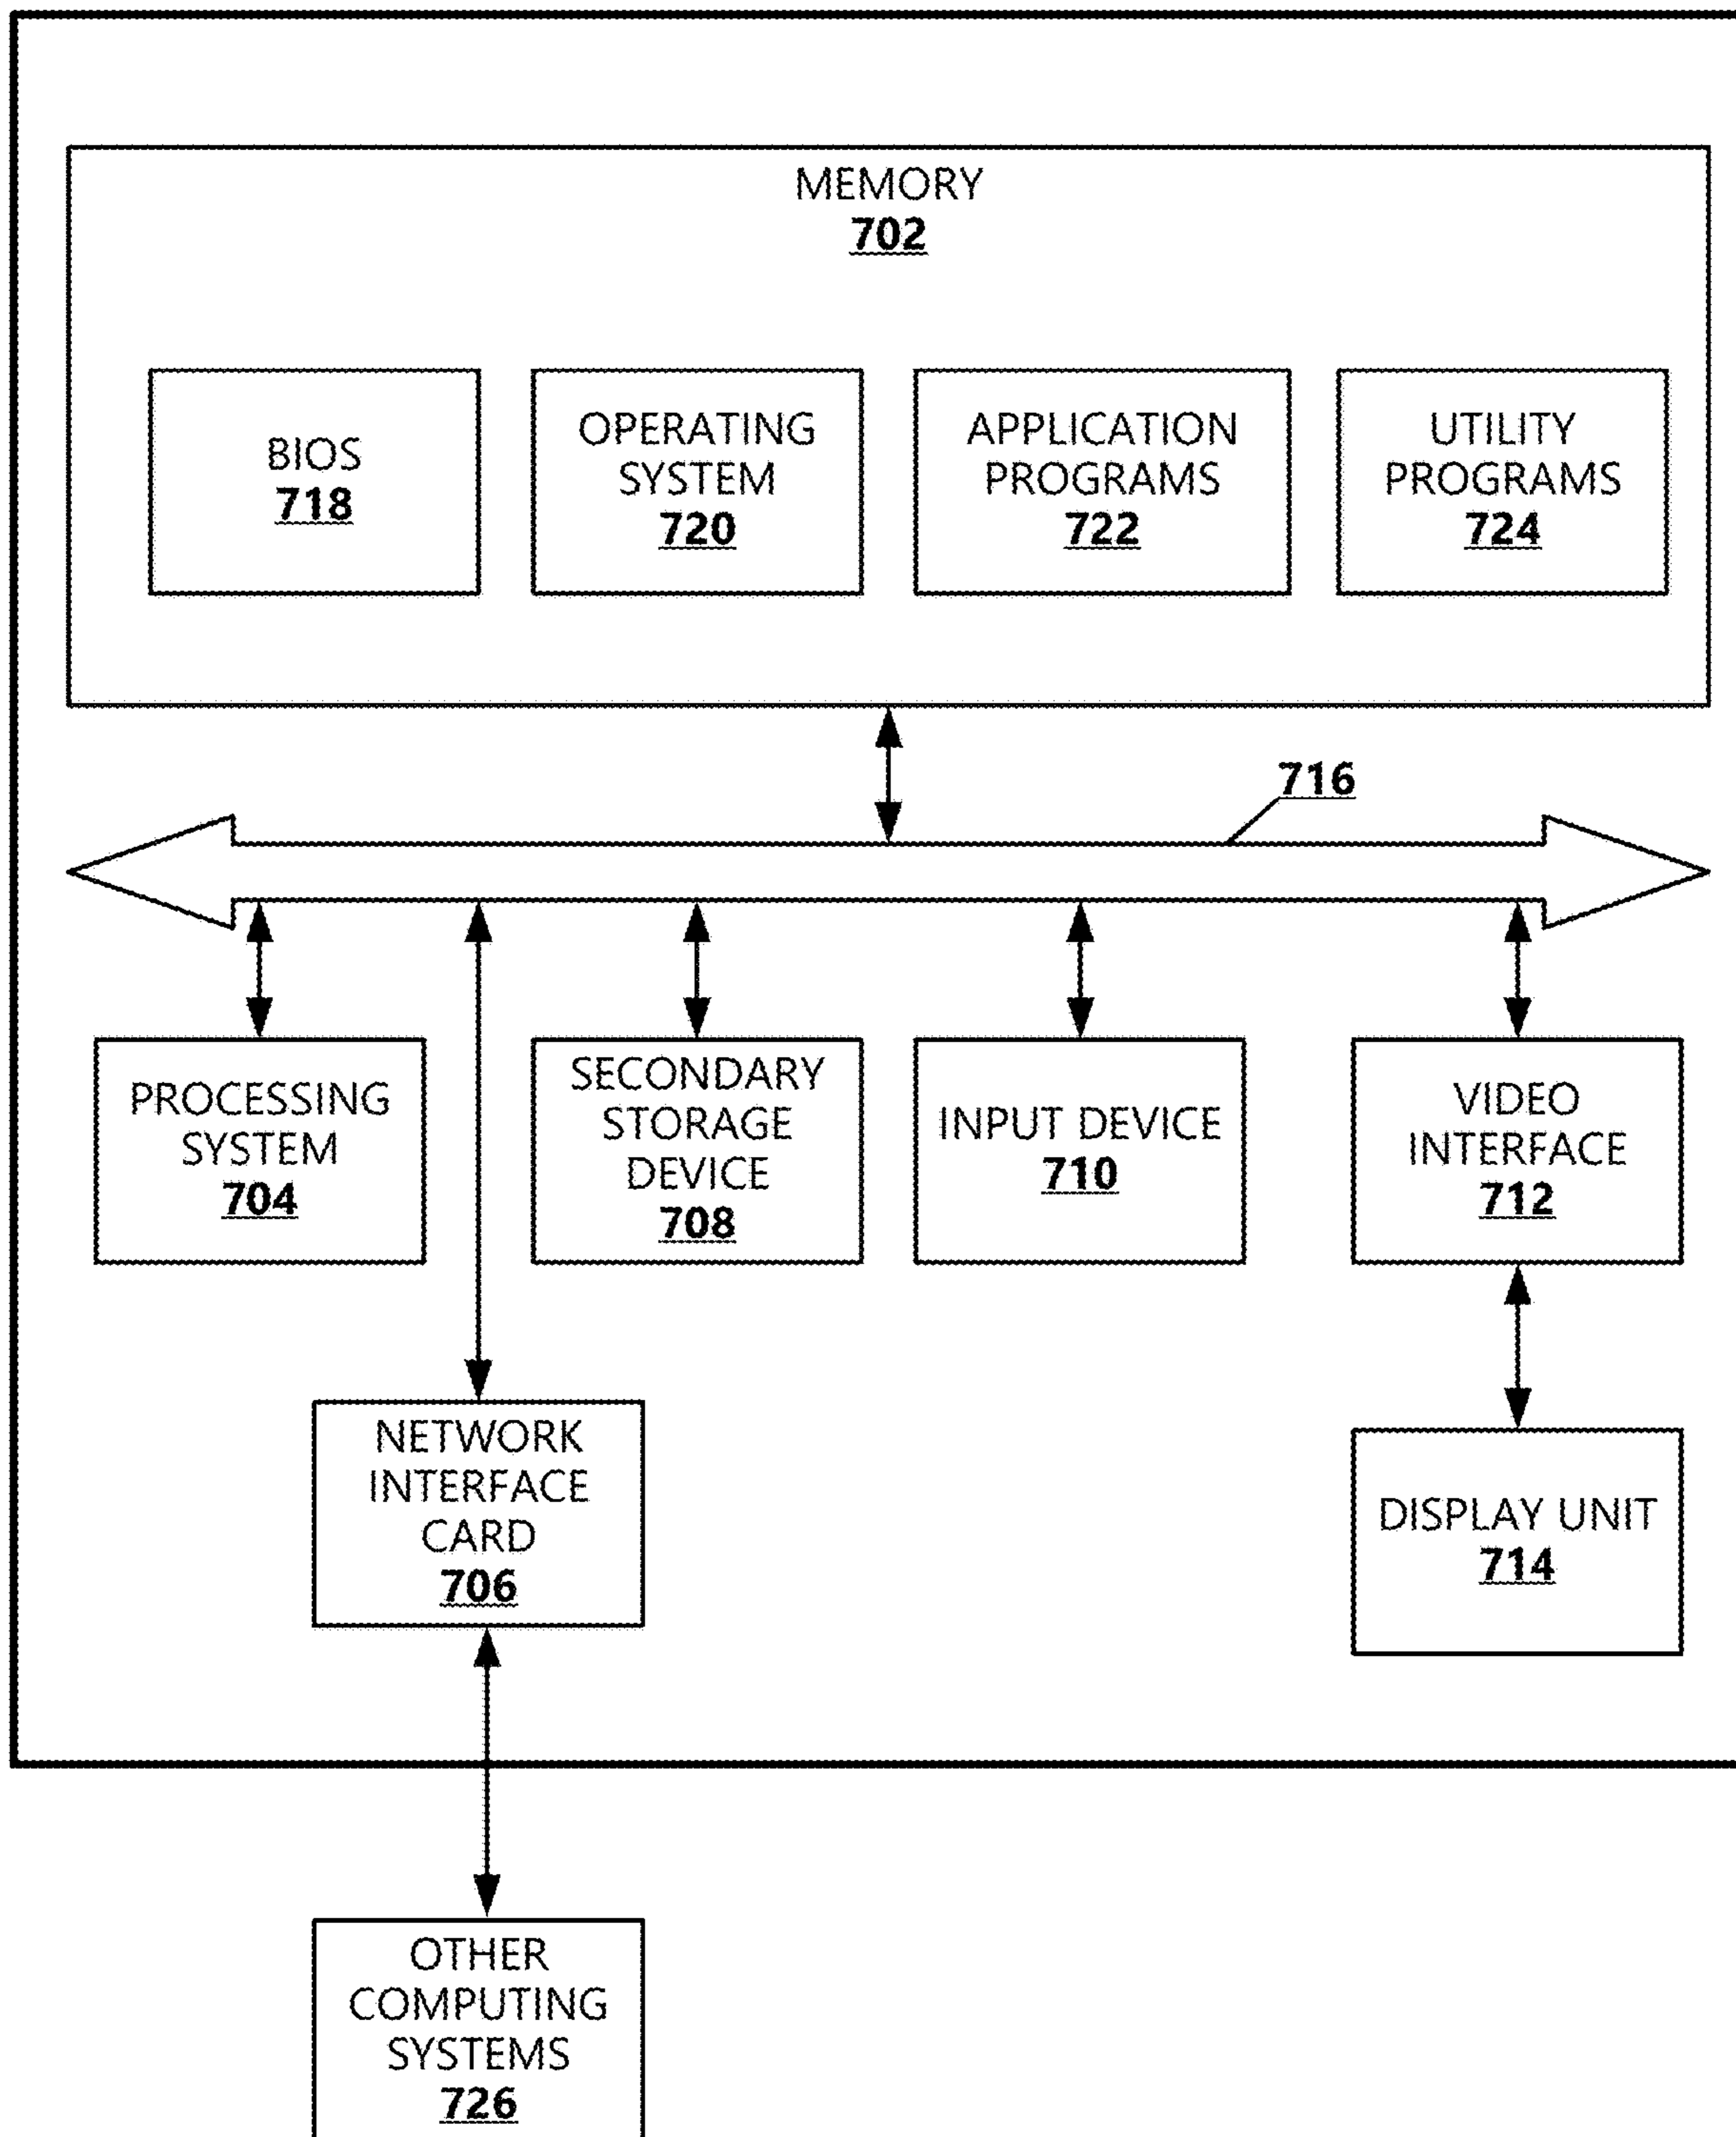 MEMORY
702
BIOS
718
OPERATING
SYSTEM
720
APPLICATION
PROGRAMS
722
UTILITY
PROGRAMS
724
716
PROCESSING
SYSTEM
704
SECONDARY
STORAGE
DEVICE
708
INPUT DEVICE
710
VIDEO
INTERFACE
712
NETWORK
INTERFACE
CARD
706
DISPLAY UNIT
714
OTHER
COMPUTING
SYSTEMS
726